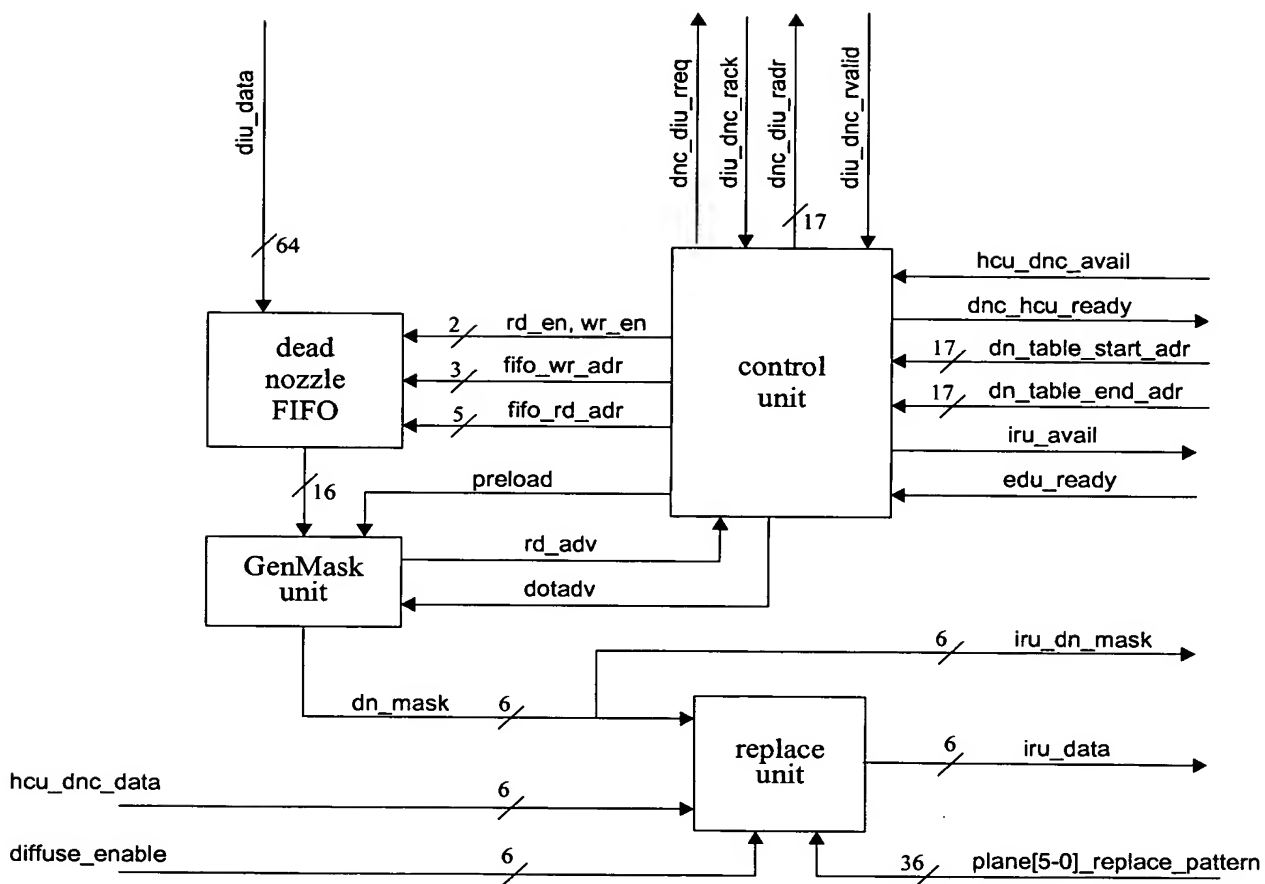 diu_data
dnc_diu_rreq
diu_dnc_rack
dnc_diu_radr
diu_dnc_rvalid
64
17
dead
nozzle
FIFO
2
rd_en, wr_en
3
fifo_wr_adr
5
fifo_rd_adr
control
unit
hcu_dnc_avail
dnc_hcu_ready
17
dn_table_start_adr
17
dn_table_end_adr
iru_avail
edu_ready
16
preload
GenMask
unit
rd_adv
dotadv
6
iru_dn_mask
dn_mask
6
replace
unit
6
iru_data
hcu_dnc_data
6
diffuse_enable
6
36
plane[5-0]_replace_pattern